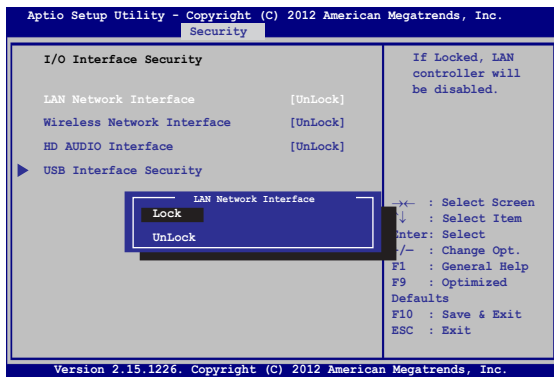 Aptio Setup Utility - Copyright (C) 2012 American Megatrends, Inc.
Security
I/O Interface Security
LAN Network Interface [UnLock]
Wireless Network Interface [UnLock]
HD AUDIO Interface [UnLock]
USB Interface Security
If Locked, LAN
controller will
be disabled.
LAN Network Interface
Lock
UnLock
→← : Select Screen
↑↓ : Select Item
Enter: Select
+/— : Change Opt.
F1 : General Help
F9 : Optimized
Defaults
F10 : Save & Exit
ESC : Exit
Version 2.15.1226. Copyright (C) 2012 American Megatrends, Inc.